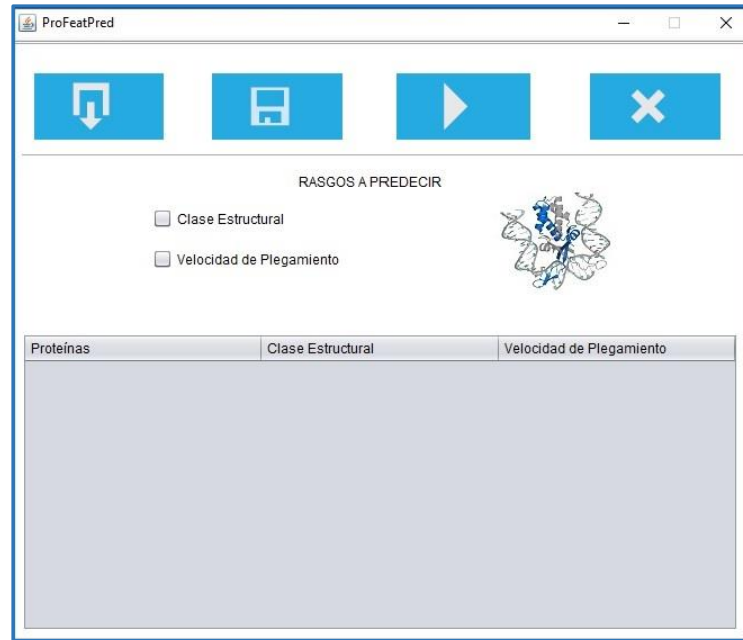 ProFeatPred
RASGOS A PREDECIR
Clase Estructural
Velocidad de Plegamiento
Proteínas Clase Estructural Velocidad de Plegamiento